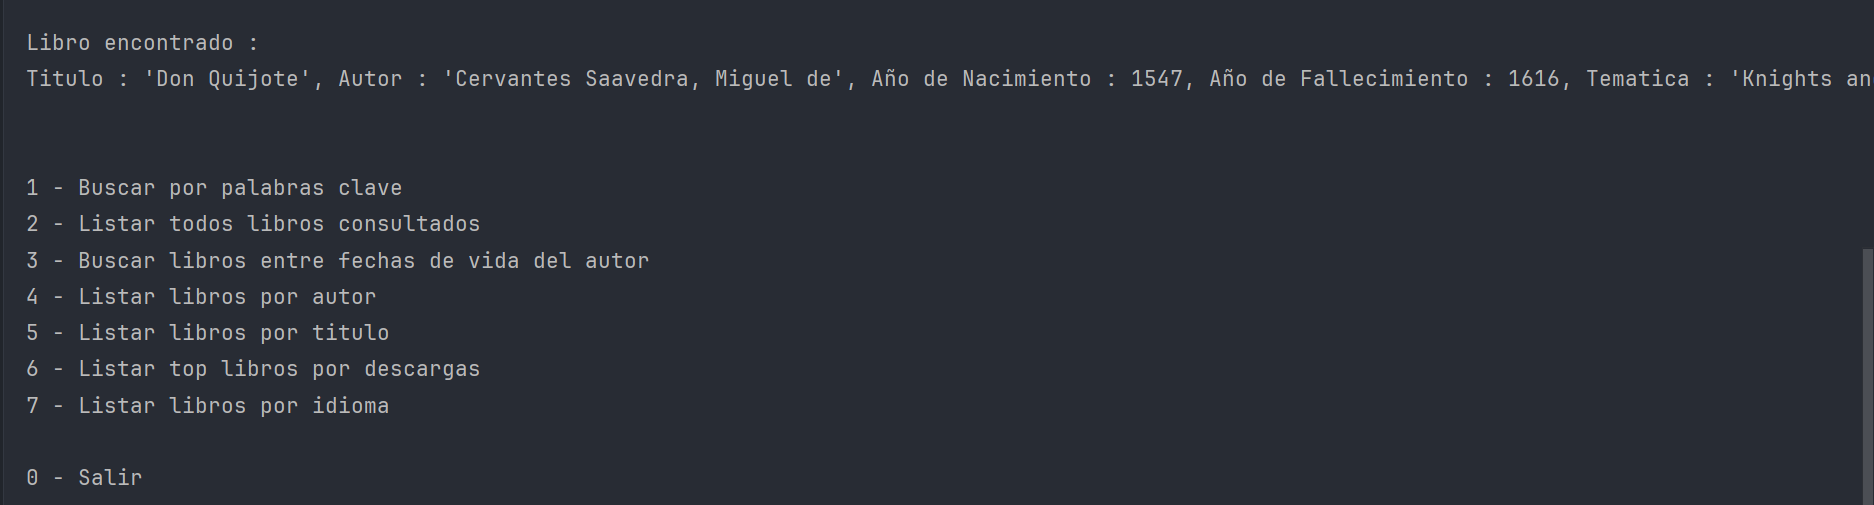 Libro encontrado :
Titulo : 'Don Quijote', Autor : 'Cervantes Saavedra, Miguel de', Año de Nacimiento : 1547, Año de Fallecimiento : 1616, Tematica : 'Knights an
1 - Buscar por palabras clave
2 - Listar todos libros consultados
3 - Buscar libros entre fechas de vida del autor
4 - Listar libros por autor
5 - Listar libros por titulo
6 - Listar top libros por descargas
7 - Listar libros por idioma
0 - Salir